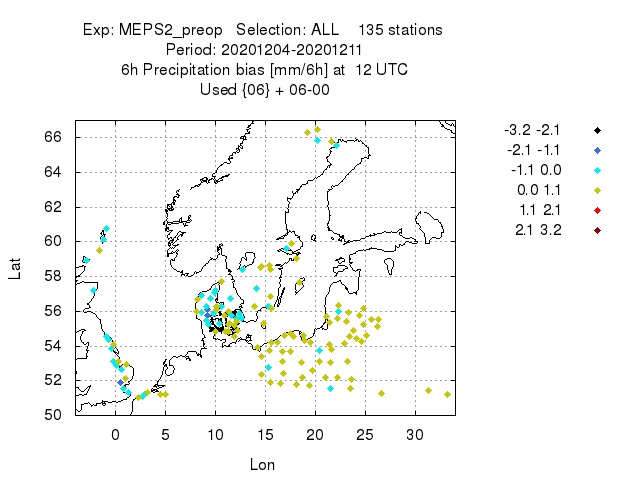 Exp: MEPS2_preop   Selection: ALL    135 stations
Period: 20201204-20201211
6h Precipitation bias [mm/6h] at  12 UTC
Used {06} + 06-00
-3.2 -2.1
-2.1 -1.1
-1.1 0.0
0.0 1.1
1.1 2.1
2.1 3.2
66
64
62
60
58
56
54
52
50
Lat
0 5 10 15 20 25 30
Lon